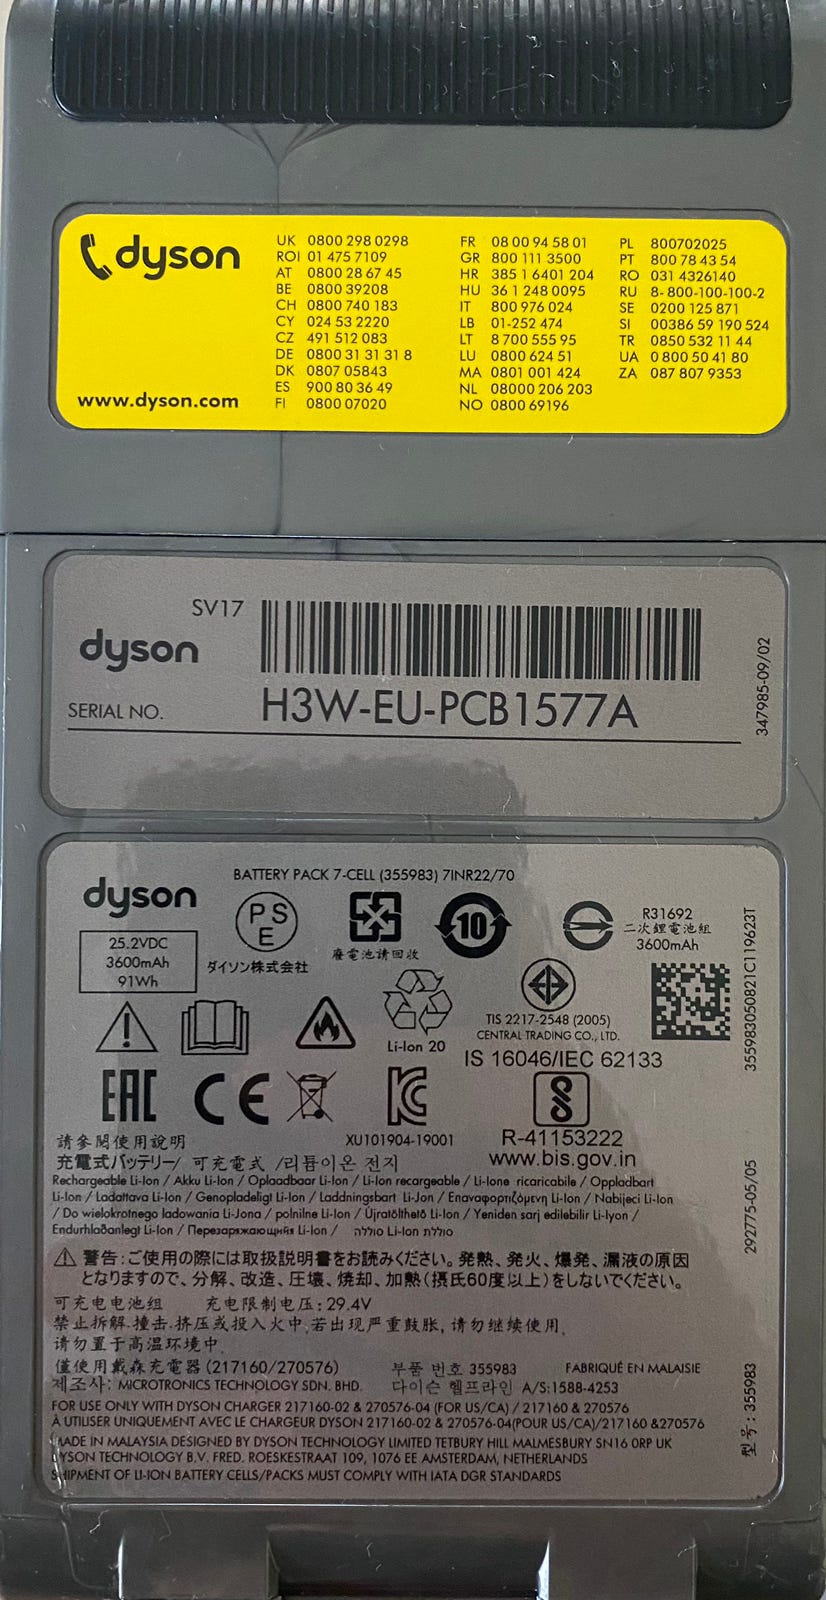 dyson
www.dyson.com
UK 0800 298 0298
ROI 01 475 7109
AT 0800 28 67 45
BE 0800 39208
CH 0800 740 183
CY 024 53 2220
CZ 491 512 083
DE 0800 31 31 31 8
DK 0807 05843
ES 900 80 36 49
FI 0800 07020
FR 08 00 94 58 01
GR 800 111 3500
HR 385 1 6401 204
HU 36 1 248 0095
IT 800 976 024
LB 01-252 474
LT 8 700 555 95
LU 0800 624 51
MA 0801 001 424
NL 08000 206 203
NO 0800 69196
PL 800702025
PT 800 78 43 54
RO 031 4326140
RU 8-800-100-100-2
SE 0200 125 871
SI 00386 59 190 524
TR 0850 532 11 44
UA 0 800 50 41 80
ZA 087 807 9353
SV17
dyson
SERIAL NO.
H3W-EU-PCB1577A
347985-09/02
BATTERY PACK 7-CELL (355983) 7INR22/70
dyson
25.2VDC
3600mAh
91Wh
PS
E
ダイソン株式会社
廢電池請回收
10
R31692
二次鋰電池組
3600mAh
Li-Ion 20
TIS 2217-2548 (2005)
CENTRAL TRADING CO., LTD.
355983050821C119623T
IS 16046/IEC 62133
EAC CE
XU101904-19001
R-41153222
www.bis.gov.in
請參閱使用說明
充電式バッテリー/ 可充電式 /리튬이온 전지
Rechargeable Li-Ion / Akku Li-Ion / Oplaadbaar Li-Ion / Li-Ion recargable / Li-Ione ricaricabile / Oppladbart
Li-Ion / Ladattava Li-Ion / Genopladeligt Li-Ion / Laddningsbart Li-Jon / Επαναφορτιζόμενη Li-Ion / Nabijeci Li-Ion
/ Do wielokrotnego ladowania Li-Jona / polnilne Li-Ion / Újratölthető Li-Ion / Yeniden sarj edilebilir Li-Iyon /
Endurhlaðanlegt Li-Ion / Перезаряжающийся Li-Ion / סוללה Li-Ion סוללת
292775-05/05
警告:ご使用の際には取扱説明書をお読みください。発熱、発火、爆発、漏液の原因
となりますので、分解、改造、圧壊、焼却、加熱(摂氏60度以上)をしないでください。
可充电电池组 充电限制电压:29.4V
禁止拆解、撞击、挤压或投入火中,若出现严重鼓胀,请勿继续使用,
请勿置于高温环境中,
僅使用戴森充電器(217160/270576) 부품 번호 355983 FABRIQUÉ EN MALAISIE
제조사: MICROTRONICS TECHNOLOGY SDN. BHD. 다이슨 헬프라인 A/S:1588-4253
FOR USE ONLY WITH DYSON CHARGER 217160-02 & 270576-04 (FOR US/CA) / 217160 & 270576
À UTILISER UNIQUEMENT AVEC LE CHARGEUR DYSON 217160-02 & 270576-04(POUR US/CA)/217160 &270576
MADE IN MALAYSIA DESIGNED BY DYSON TECHNOLOGY LIMITED TETBURY HILL MALMESBURY SN16 0RP UK
DYSON TECHNOLOGY B.V. FRED. ROESKESTRAAT 109, 1076 EE AMSTERDAM, NETHERLANDS
SHIPMENT OF LI-ION BATTERY CELLS/PACKS MUST COMPLY WITH IATA DGR STANDARDS
型号:355983